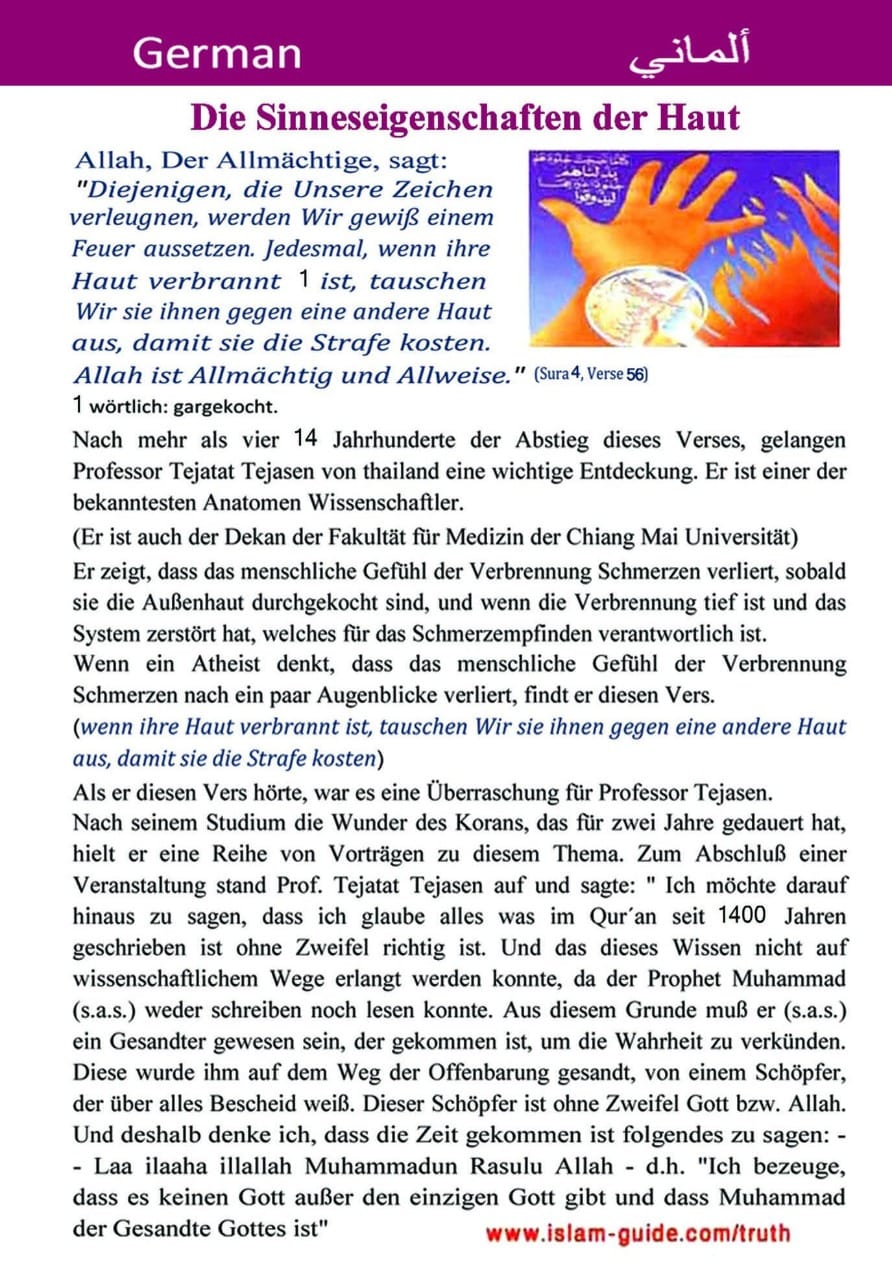 German
ألماني
Die Sinneseigenschaften der Haut
Allah, Der Allmächtige, sagt:
"Diejenigen, die Unsere Zeichen
verleugnen, werden Wir gewiß einem
Feuer aussetzen. Jedesmal, wenn ihre
Haut verbrannt 1 ist, tauschen
Wir sie ihnen gegen eine andere Haut
aus, damit sie die Strafe kosten.
Allah ist Allmächtig und Allweise." (Sura 4, Verse 56)
كلما نضجت جلودهم
بدلناهم
جلودا غيرها
ليذوقوا
1 wörtlich: gargekocht.
Nach mehr als vier 14 Jahrhunderte der Abstieg dieses Verses, gelangen
Professor Tejatat Tejasen von thailand eine wichtige Entdeckung. Er ist einer der
bekanntesten Anatomen Wissenschaftler.
(Er ist auch der Dekan der Fakultät für Medizin der Chiang Mai Universität)
Er zeigt, dass das menschliche Gefühl der Verbrennung Schmerzen verliert, sobald
sie die Außenhaut durchgekocht sind, und wenn die Verbrennung tief ist und das
System zerstört hat, welches für das Schmerzempfinden verantwortlich ist.
Wenn ein Atheist denkt, dass das menschliche Gefühl der Verbrennung
Schmerzen nach ein paar Augenblicke verliert, findt er diesen Vers.
(wenn ihre Haut verbrannt ist, tauschen Wir sie ihnen gegen eine andere Haut
aus, damit sie die Strafe kosten)
Als er diesen Vers hörte, war es eine Überraschung für Professor Tejasen.
Nach seinem Studium die Wunder des Korans, das für zwei Jahre gedauert hat,
hielt er eine Reihe von Vorträgen zu diesem Thema. Zum Abschluß einer
Veranstaltung stand Prof. Tejatat Tejasen auf und sagte: " Ich möchte darauf
hinaus zu sagen, dass ich glaube alles was im Qur´an seit 1400 Jahren
geschrieben ist ohne Zweifel richtig ist. Und das dieses Wissen nicht auf
wissenschaftlichem Wege erlangt werden konnte, da der Prophet Muhammad
(s.a.s.) weder schreiben noch lesen konnte. Aus diesem Grunde muß er (s.a.s.)
ein Gesandter gewesen sein, der gekommen ist, um die Wahrheit zu verkünden.
Diese wurde ihm auf dem Weg der Offenbarung gesandt, von einem Schöpfer,
der über alles Bescheid weiß. Dieser Schöpfer ist ohne Zweifel Gott bzw. Allah.
Und deshalb denke ich, dass die Zeit gekommen ist folgendes zu sagen: -
- Laa ilaaha illallah Muhammadun Rasulu Allah - d.h. "Ich bezeuge,
dass es keinen Gott außer den einzigen Gott gibt und dass Muhammad
der Gesandte Gottes ist"
www.islam-guide.com/truth